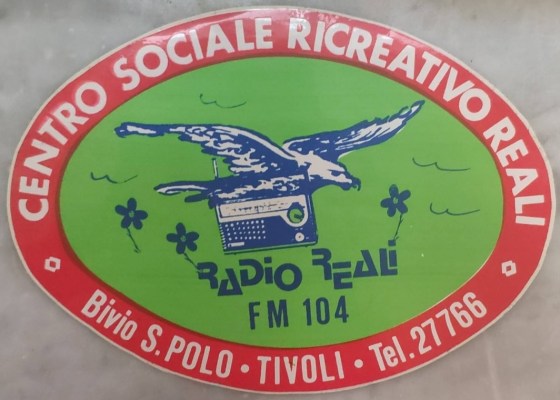 CENTRO SOCIALE RICREATIVO REALI
RADIO REALI
FM 104
Bivio S. POLO • TIVOLI • Tel. 27766